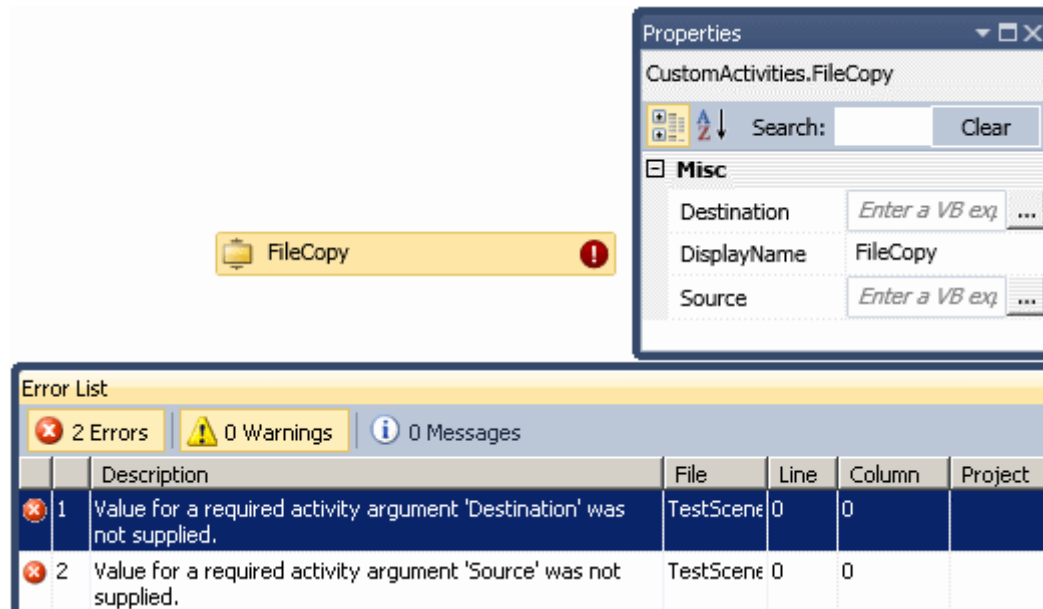 Properties
CustomActivities.FileCopy
Search: Clear
Misc
Destination Enter a VB exp ...
DisplayName FileCopy
Source Enter a VB exp ...
FileCopy
Error List
2 Errors 0 Warnings 0 Messages
Description File Line Column Project
1 Value for a required activity argument 'Destination' was TestScene 0 0
not supplied.
2 Value for a required activity argument 'Source' was not TestScene 0 0
supplied.